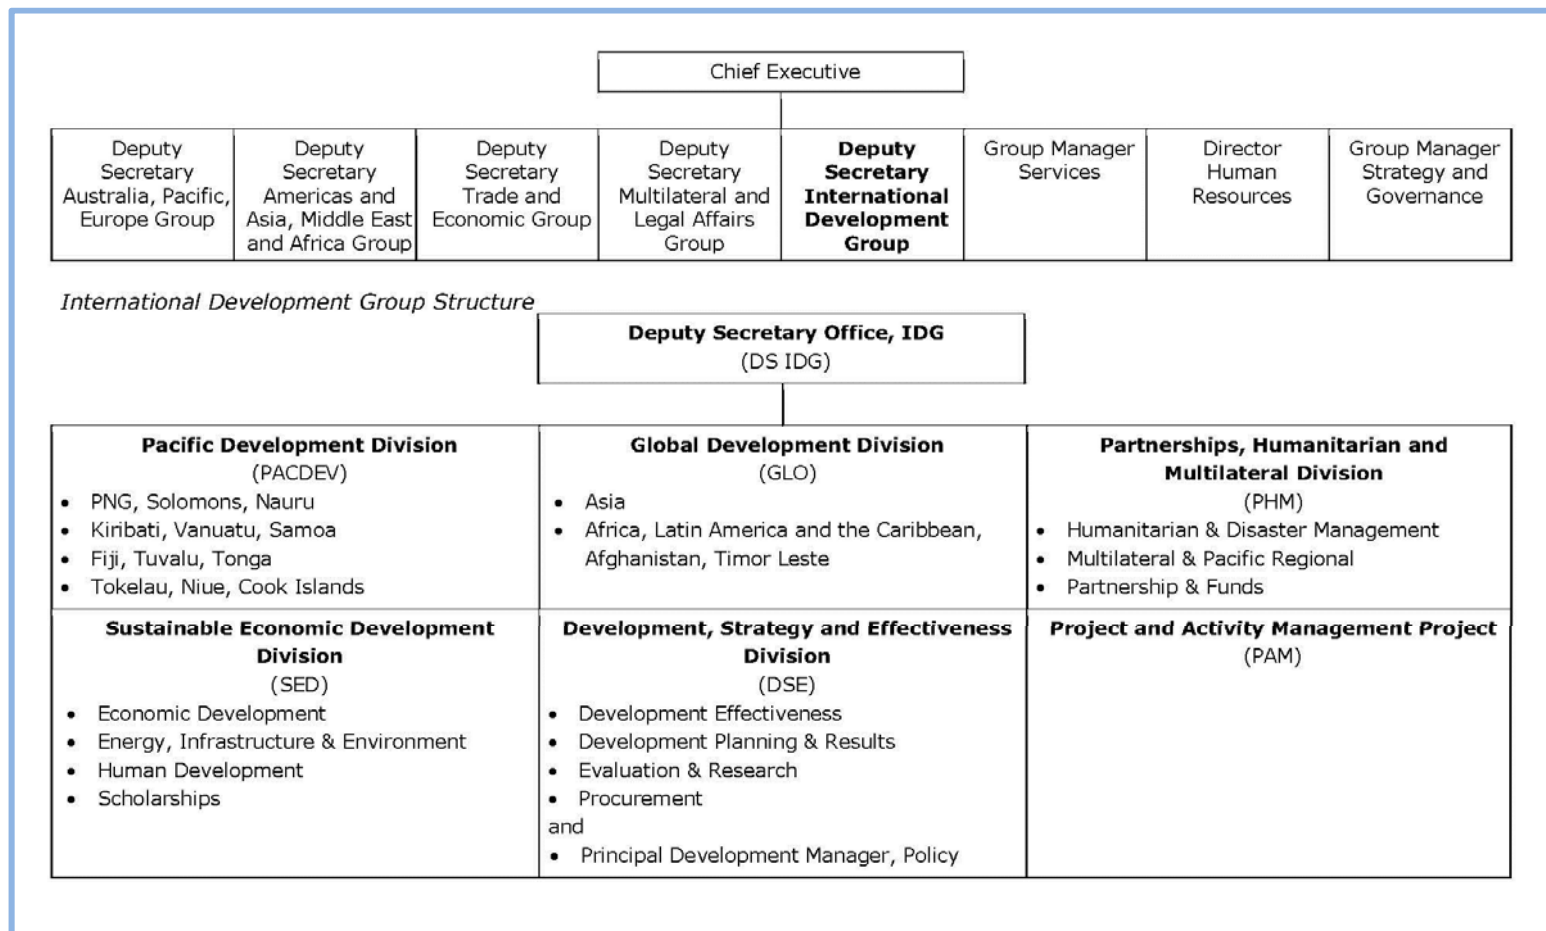 Chief Executive
Deputy
Secretary
Australia, Pacific,
Europe Group
Deputy
Secretary
Americas and
Asia, Middle East
and Africa Group
Deputy
Secretary
Trade and
Economic Group
Deputy
Secretary
Multilateral and
Legal Affairs
Group
Deputy
Secretary
International
Development
Group
Group Manager
Services
Director
Human
Resources
Group Manager
Strategy and
Governance
International Development Group Structure
Deputy Secretary Office, IDG
(DS IDG)
Pacific Development Division
(PACDEV)
• PNG, Solomons, Nauru
• Kiribati, Vanuatu, Samoa
• Fiji, Tuvalu, Tonga
• Tokelau, Niue, Cook Islands
Global Development Division
(GLO)
• Asia
• Africa, Latin America and the Caribbean,
Afghanistan, Timor Leste
Partnerships, Humanitarian and
Multilateral Division
(PHM)
• Humanitarian & Disaster Management
• Multilateral & Pacific Regional
• Partnership & Funds
Sustainable Economic Development
Division
(SED)
• Economic Development
• Energy, Infrastructure & Environment
• Human Development
• Scholarships
Development, Strategy and Effectiveness
Division
(DSE)
• Development Effectiveness
• Development Planning & Results
• Evaluation & Research
• Procurement
and
• Principal Development Manager, Policy
Project and Activity Management Project
(PAM)